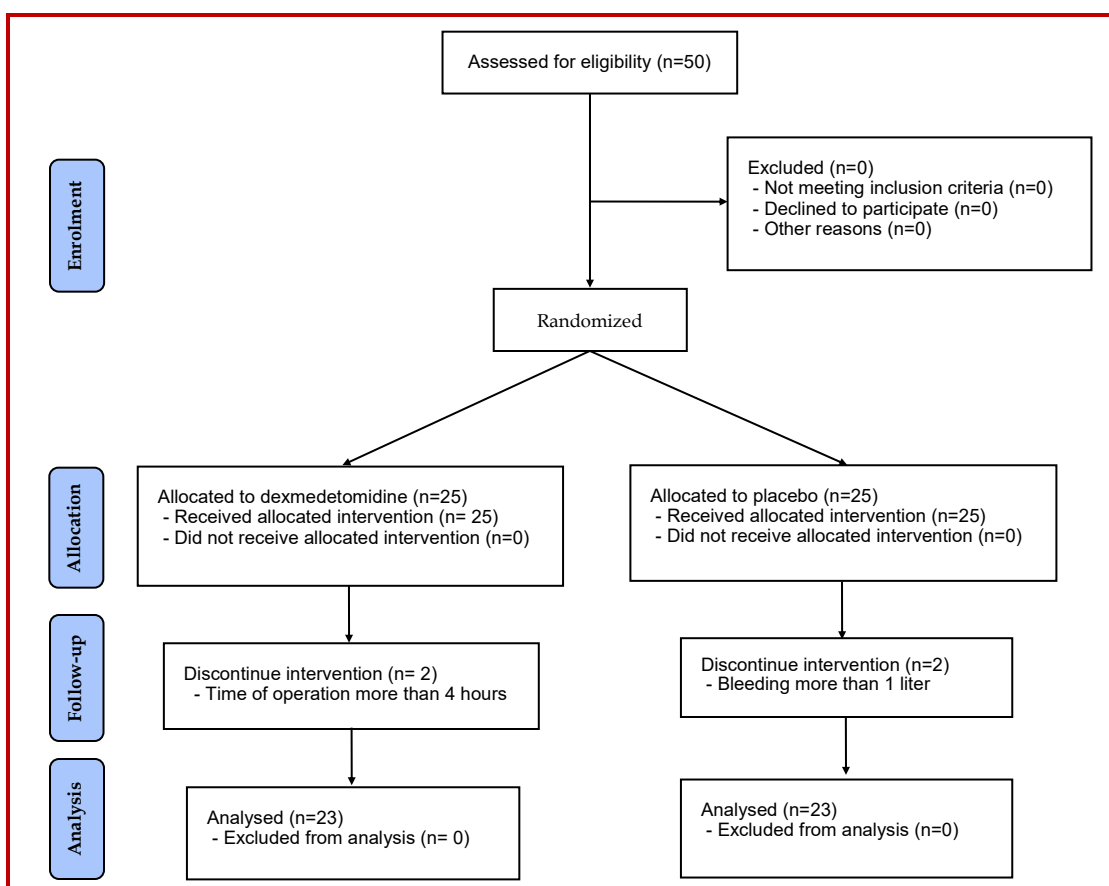 Assessed for eligibility (n=50)
Enrolment
Excluded (n=0)
- Not meeting inclusion criteria (n=0)
- Declined to participate (n=0)
- Other reasons (n=0)
Randomized
Allocation
Allocated to dexmedetomidine (n=25)
- Received allocated intervention (n= 25)
- Did not receive allocated intervention (n=0)
Allocated to placebo (n=25)
- Received allocated intervention (n=25)
- Did not receive allocated intervention (n=0)
Follow-up
Discontinue intervention (n= 2)
- Time of operation more than 4 hours
Discontinue intervention (n=2)
- Bleeding more than 1 liter
Analysis
Analysed (n=23)
- Excluded from analysis (n= 0)
Analysed (n=23)
- Excluded from analysis (n=0)